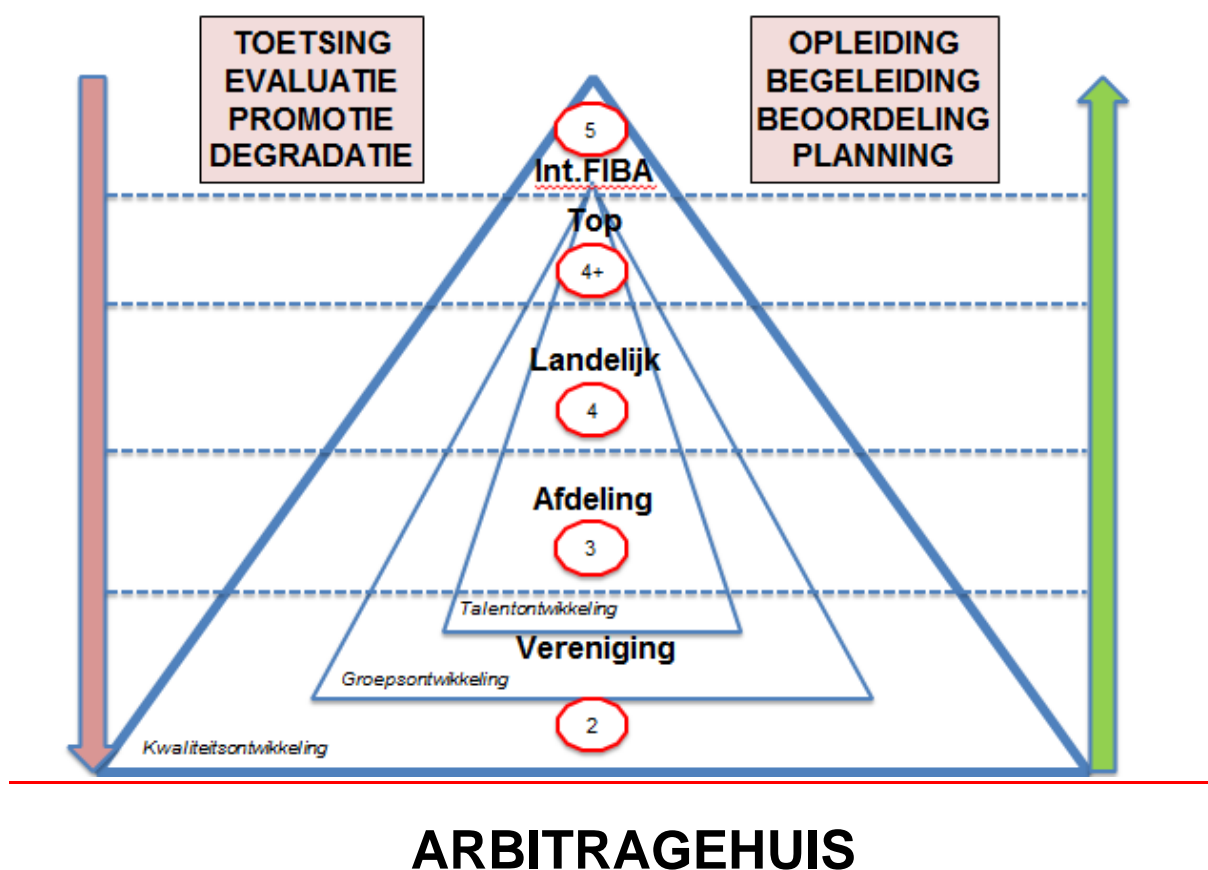 TOETSING
EVALUATIE
PROMOTIE
DEGRADATIE
OPLEIDING
BEGELEIDING
BEOORDELING
PLANNING
5
Int.FIBA
Top
4+
Landelijk
4
Afdeling
3
Talentontwikkeling
Vereniging
Groepsontwikkeling
2
Kwaliteitsontwikkeling
ARBITRAGEHUIS